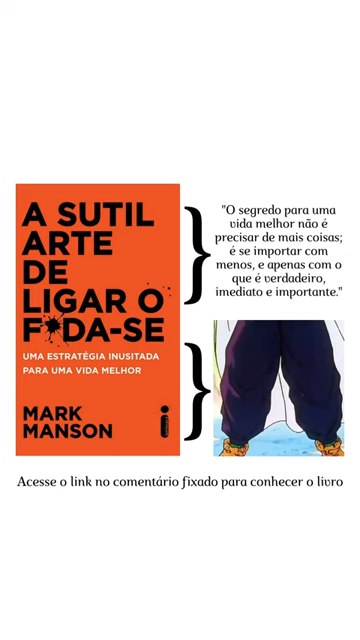 A SUTIL
ARTE
DE
LIGAR O
F*DA-SE
UMA ESTRATÉGIA INUSITADA
PARA UMA VIDA MELHOR
MARK
MANSON
"O segredo para uma
vida melhor não é
precisar de mais coisas;
é se importar com
menos, e apenas com o
que é verdadeiro,
imediato e importante."
Acesse o link no comentário fixado para conhecer o livro